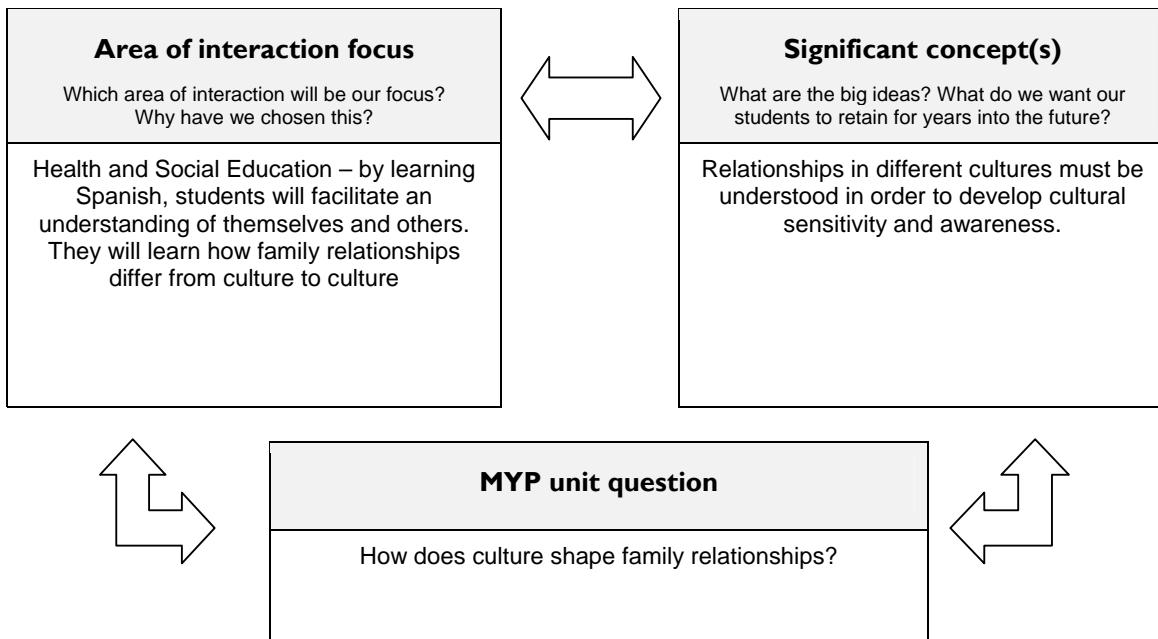 Area of interaction focus
Which area of interaction will be our focus?
Why have we chosen this?
Health and Social Education – by learning
Spanish, students will facilitate an
understanding of themselves and others.
They will learn how family relationships
differ from culture to culture
Significant concept(s)
What are the big ideas? What do we want our
students to retain for years into the future?
Relationships in different cultures must be
understood in order to develop cultural
sensitivity and awareness.
MYP unit question
How does culture shape family relationships?